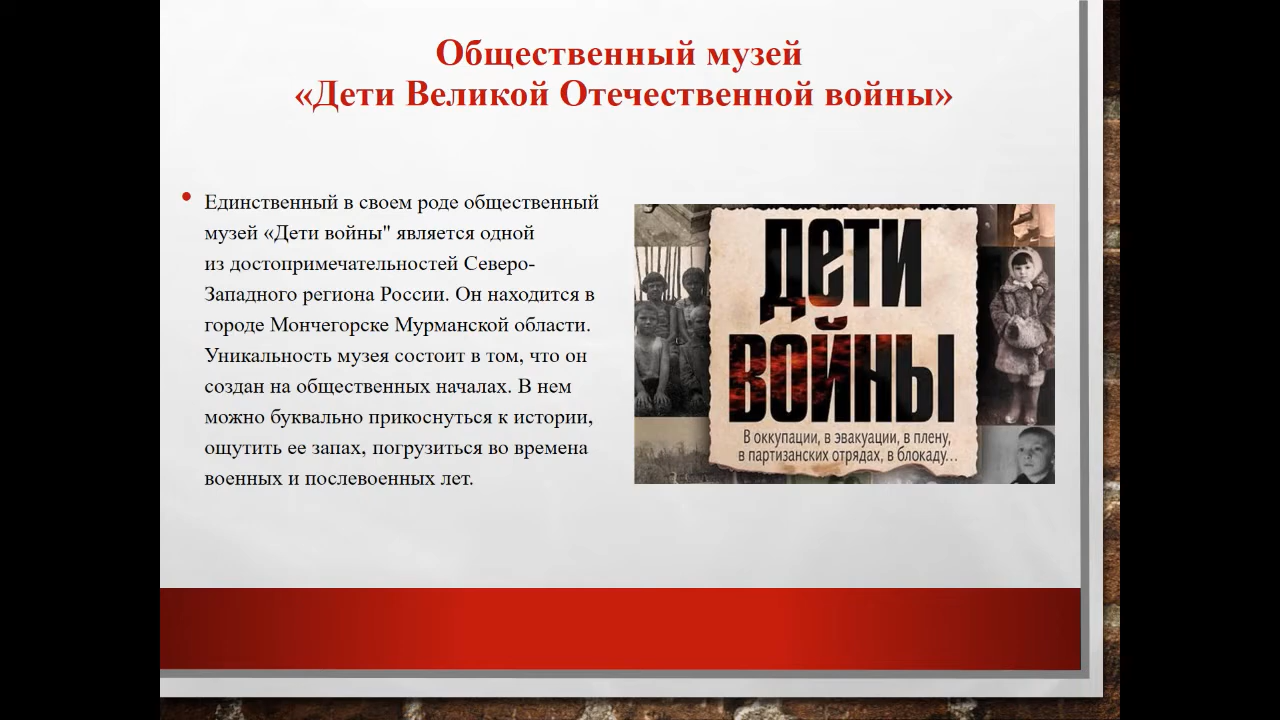 Общественный музей
«Дети Великой Отечественной войны»
Единственный в своем роде общественный
музей «Дети войны" является одной
из достопримечательностей Северо-
Западного региона России. Он находится в
городе Мончегорске Мурманской области.
Уникальность музея состоит в том, что он
создан на общественных началах. В нем
можно буквально прикоснуться к истории,
ощутить ее запах, погрузиться во времена
военных и послевоенных лет.
дети
войны
В оккупации, в эвакуации, в плену,
в партизанских отрядах, в блокаду...